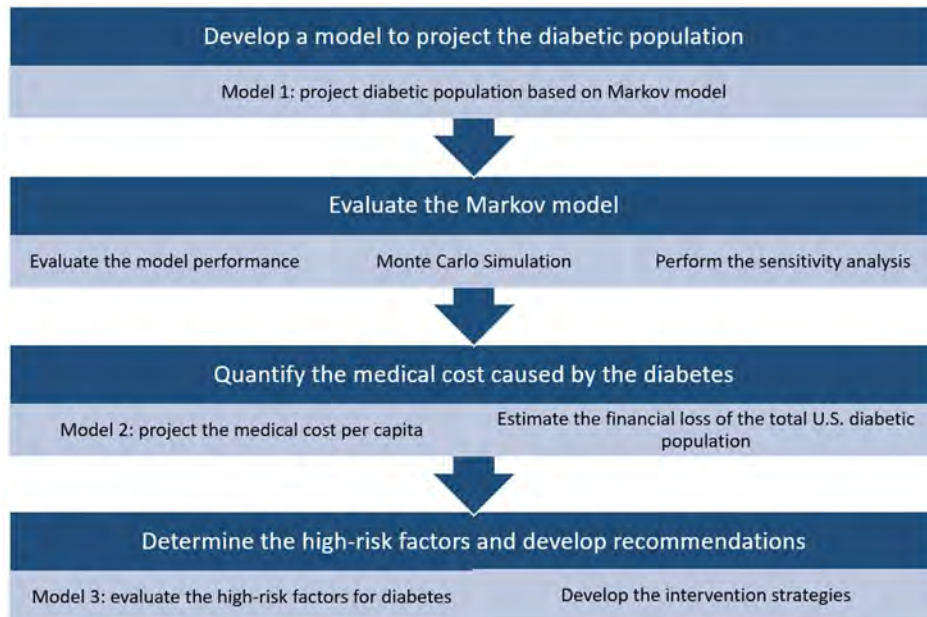 Develop a model to project the diabetic population
Model 1: project diabetic population based on Markov model
Evaluate the Markov model
Evaluate the model performance
Monte Carlo Simulation
Perform the sensitivity analysis
Quantify the medical cost caused by the diabetes
Model 2: project the medical cost per capita
Estimate the financial loss of the total U.S. diabetic
population
Determine the high-risk factors and develop recommendations
Model 3: evaluate the high-risk factors for diabetes
Develop the intervention strategies